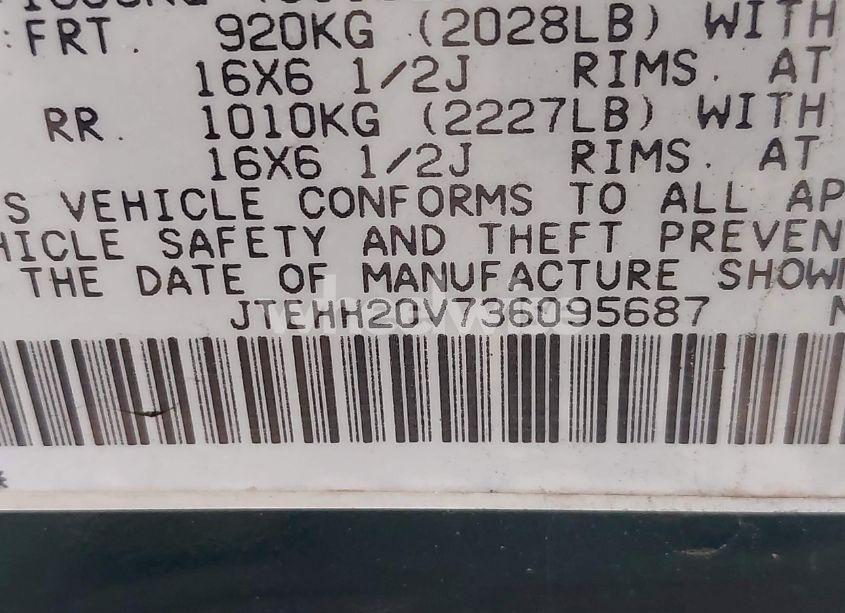 FRT. 920KG (2028LB) WITH
16X6 1/2J RIMS. AT
RR. 1010KG (2227LB) WITH
16X6 1/2J RIMS. AT
S VEHICLE CONFORMS TO ALL AP
HICLE SAFETY AND THEFT PREVEN
THE DATE OF MANUFACTURE SHOWN
JTEHH20V736095687